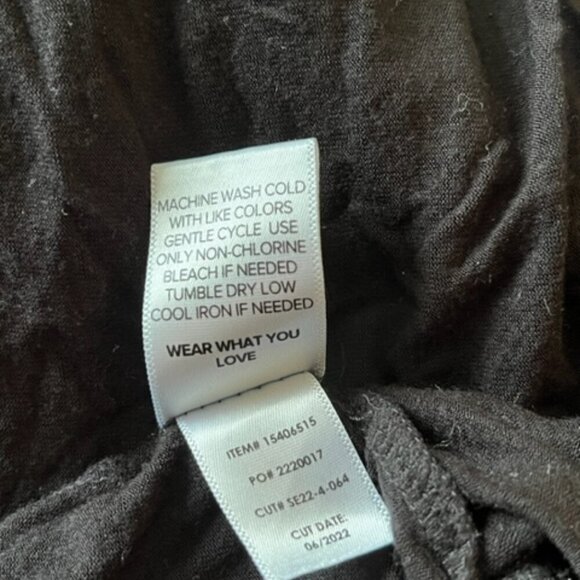 MACHINE WASH COLD
WITH LIKE COLORS
GENTLE CYCLE USE
ONLY NON-CHLORINE
BLEACH IF NEEDED
TUMBLE DRY LOW
COOL IRON IF NEEDED
WEAR WHAT YOU
LOVE
ITEM# 15406515
PO# 2220017
CUT# SE22-4-064
CUT DATE:
06/2022